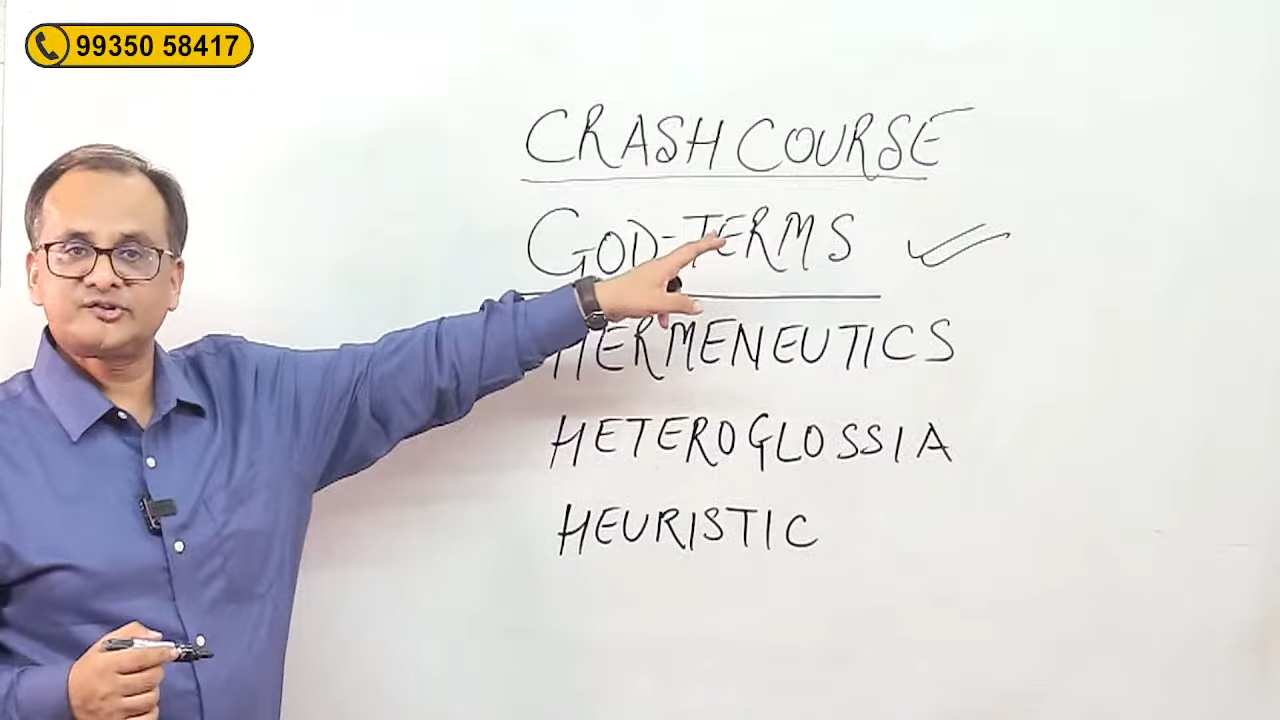 99350 58417
CRASH COURSE
GOD-TERMS
HERMENEUTICS
HETEROGLOSSIA
HEURISTIC